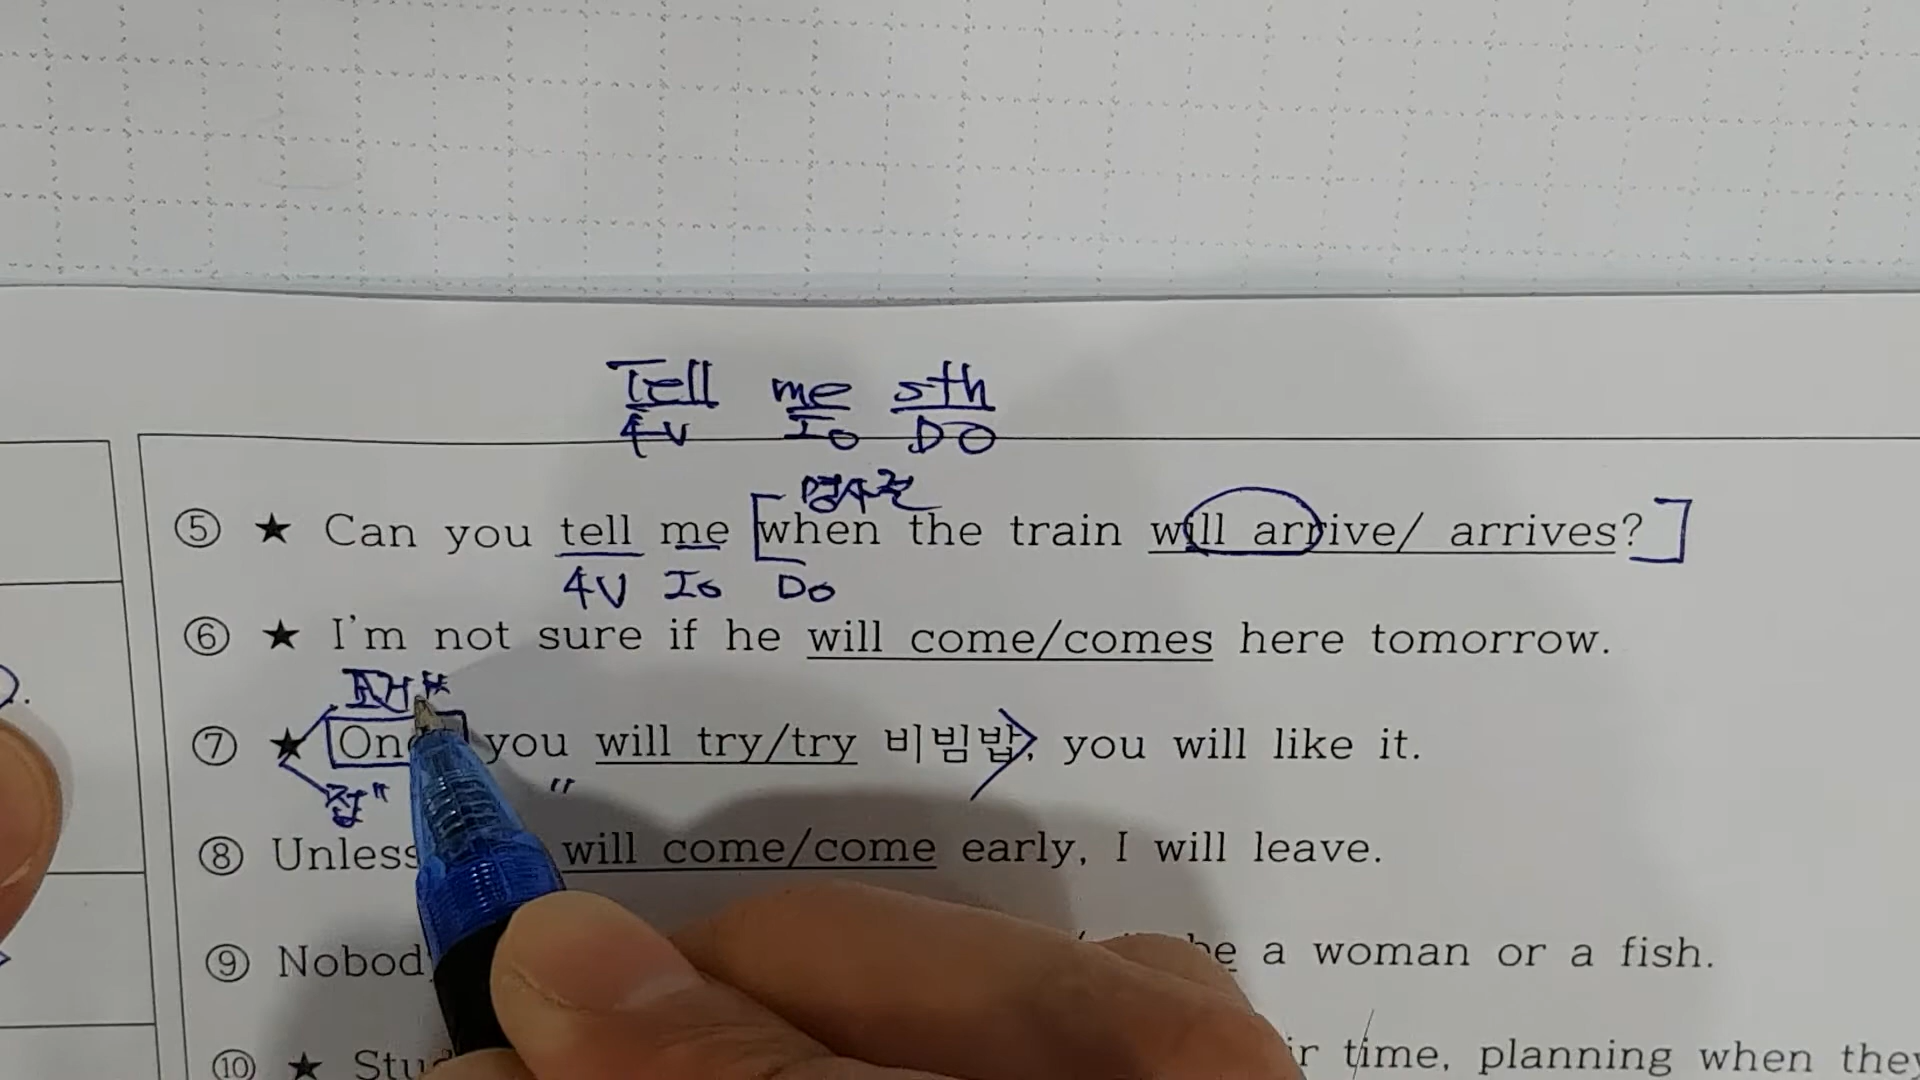 Tell me sth
4V IO DO
명사절
⑤ ★ Can you tell me [when the train will arrive/ arrives?]
4V IO DO
⑥ ★ I'm not sure if he will come/comes here tomorrow.
⑦ ★ you will try/try 비빔밥, you will like it.
접"
"
⑧ Unless will come/come early, I will leave.
⑨ be a woman or a fish.
⑩ ★ time, planning when